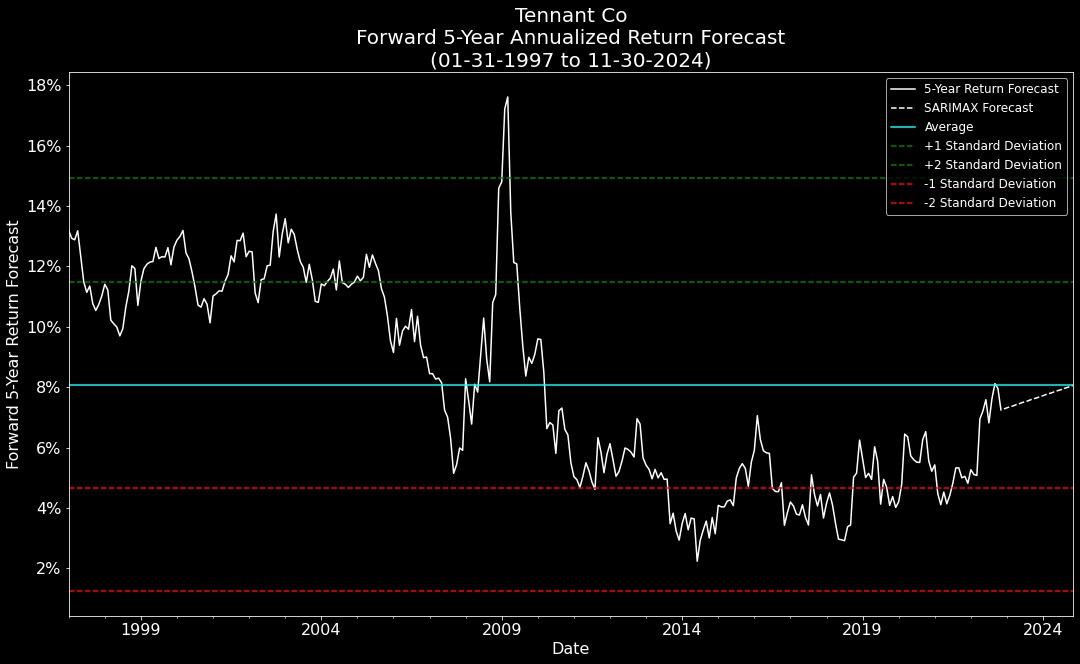 Tennant Co
Forward 5-Year Annualized Return Forecast
(01-31-1997 to 11-30-2024)
5-Year Return Forecast
SARIMAX Forecast
Average
+1 Standard Deviation
+2 Standard Deviation
-1 Standard Deviation
-2 Standard Deviation
Forward 5-Year Return Forecast
18%
16%
14%
12%
10%
8%
6%
4%
2%
1999 2004 2009 2014 2019 2024
Date